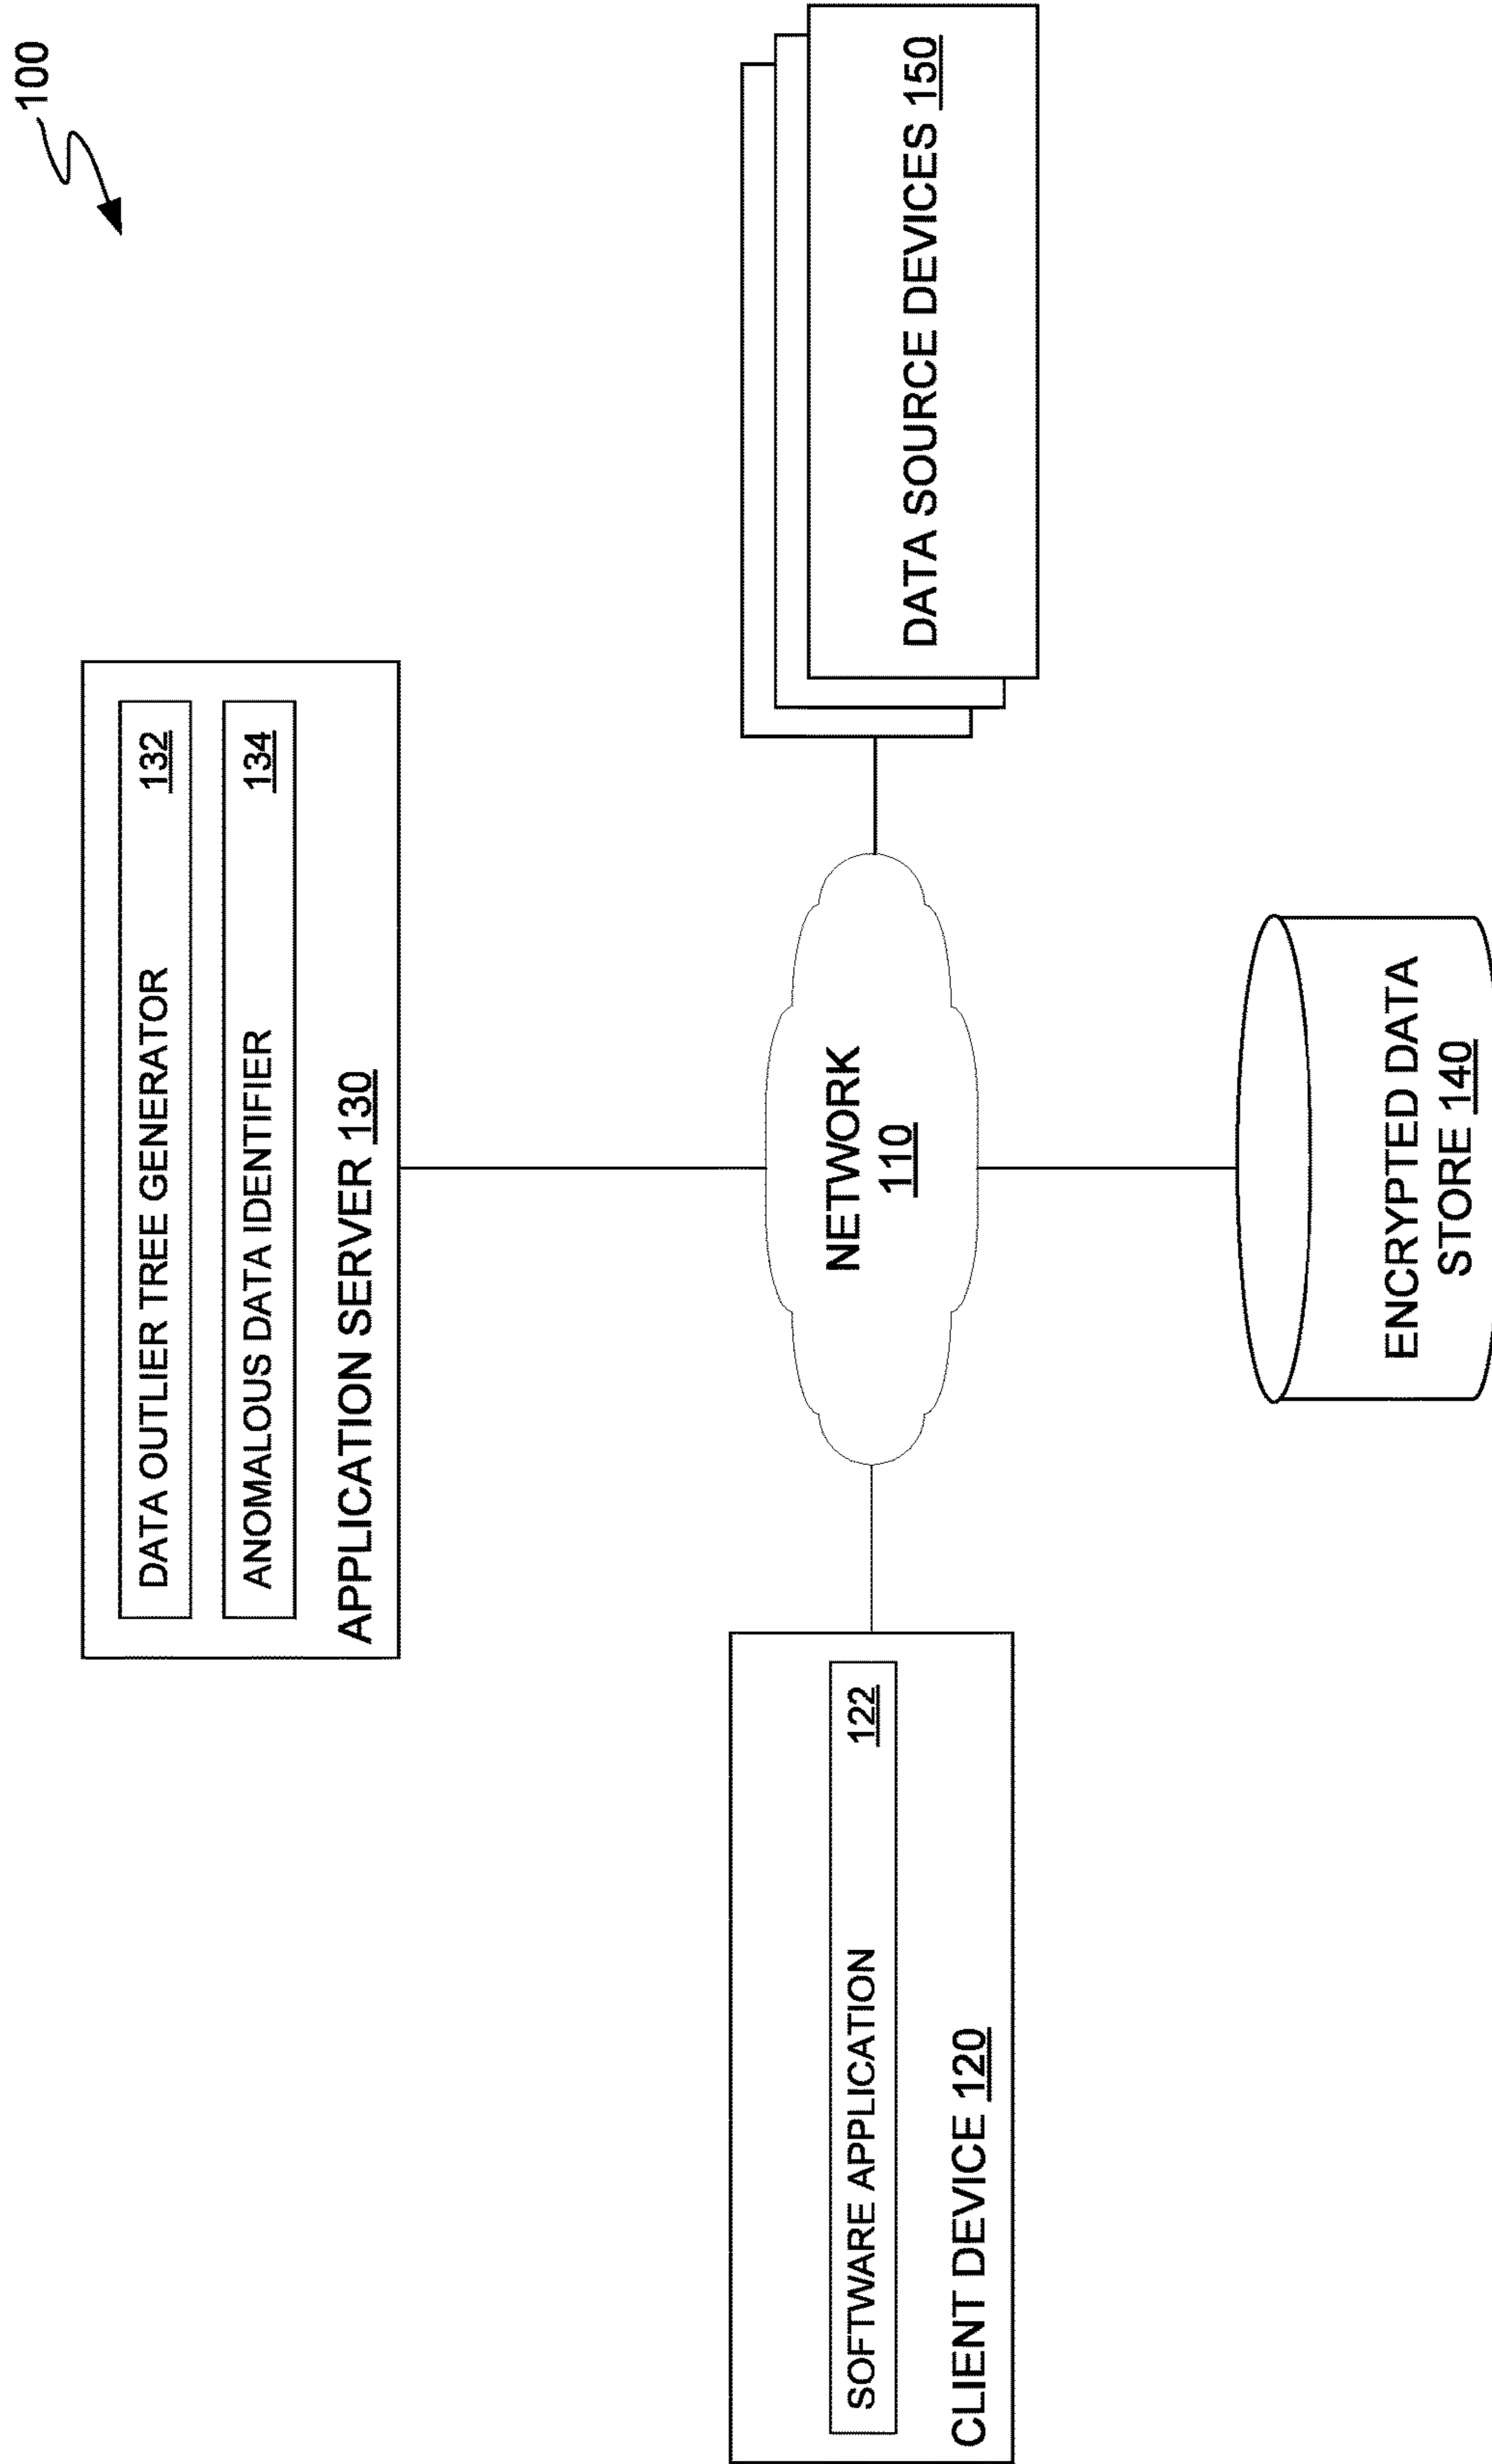 100
DATA OUTLIER TREE GENERATOR 132
ANOMALOUS DATA IDENTIFIER 134
APPLICATION SERVER 130
SOFTWARE APPLICATION 122
CLIENT DEVICE 120
NETWORK
110
DATA SOURCE DEVICES 150
ENCRYPTED DATA
STORE 140